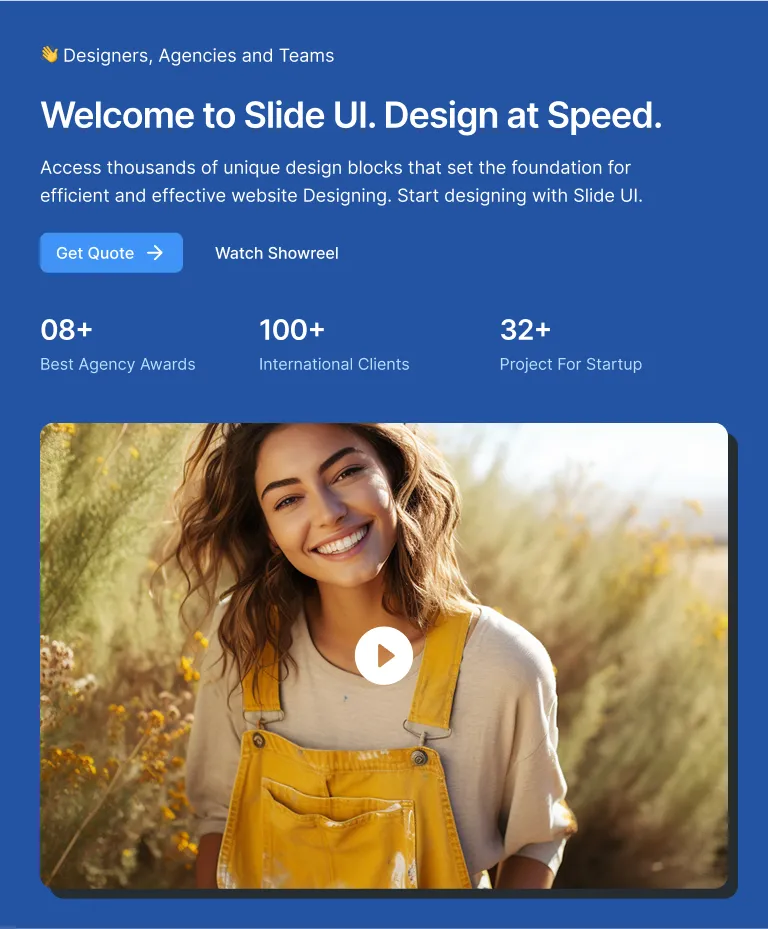 👋 Designers, Agencies and Teams
Welcome to Slide UI. Design at Speed.
Access thousands of unique design blocks that set the foundation for
efficient and effective website Designing. Start designing with Slide UI.
Get Quote → Watch Showreel
08+ 100+ 32+
Best Agency Awards International Clients Project For Startup